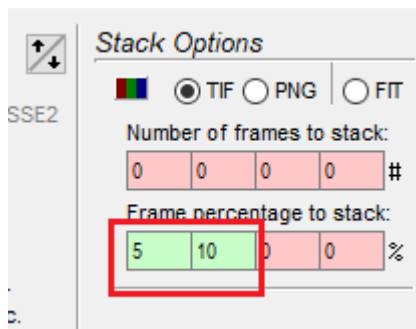 Stack Options
TIF PNG FIT
SSE2
Number of frames to stack:
0 0 0 0 #
Frame percentage to stack:
5 10 0 0 %
c.